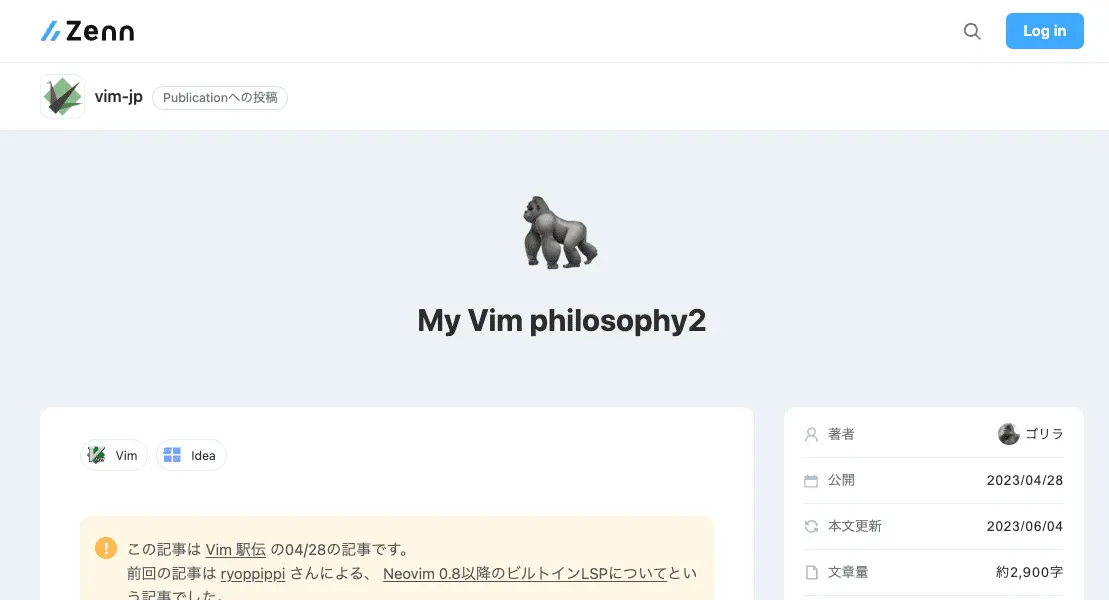 Zenn
Log in
vim-jp
Publicationへの投稿
My Vim philosophy2
Vim
Idea
この記事は Vim 駅伝 の04/28の記事です。
前回の記事は ryoppippi さんによる、 Neovim 0.8以降のビルトインLSPについてとい
う記事でした。
著者
ゴリラ
公開
2023/04/28
本文更新
2023/06/04
文章量
約2,900字